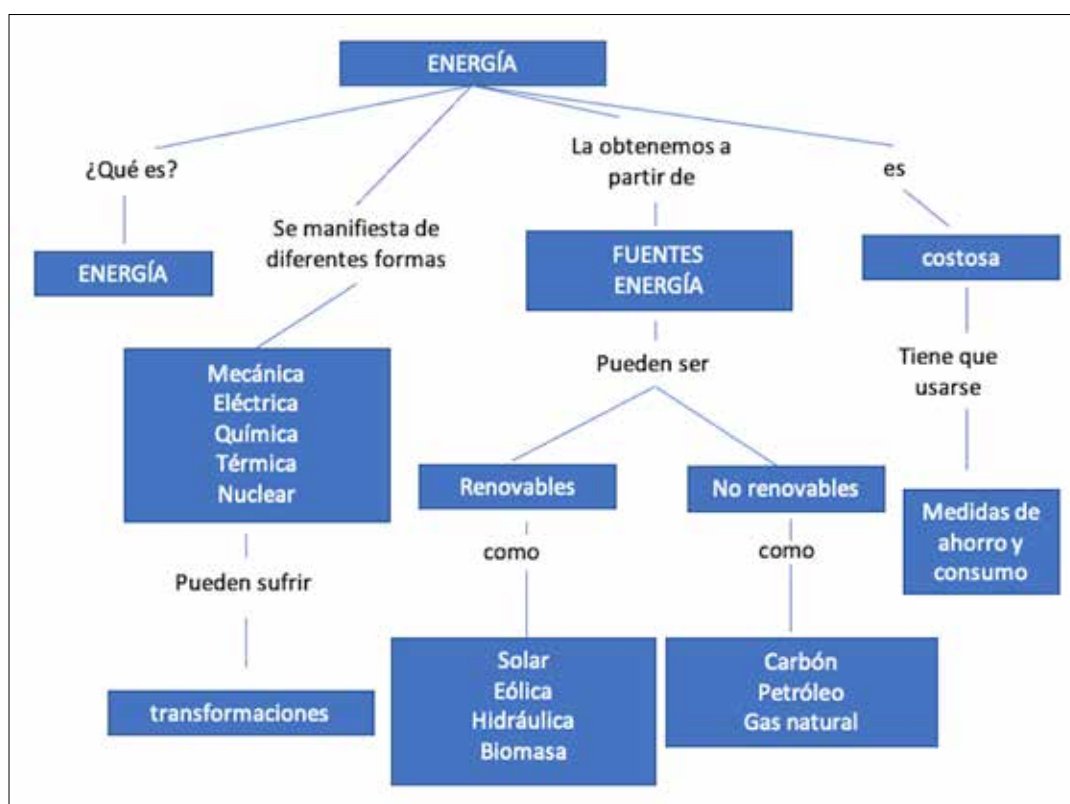 ENERGÍA
¿Qué es?
ENERGÍA
Se manifiesta de
diferentes formas
Mecánica
Eléctrica
Química
Térmica
Nuclear
Pueden sufrir
transformaciones
La obtenemos a
partir de
FUENTES
ENERGÍA
Pueden ser
Renovables
como
Solar
Eólica
Hidráulica
Biomasa
No renovables
como
Carbón
Petróleo
Gas natural
es
costosa
Tiene que
usarse
Medidas de
ahorro y
consumo